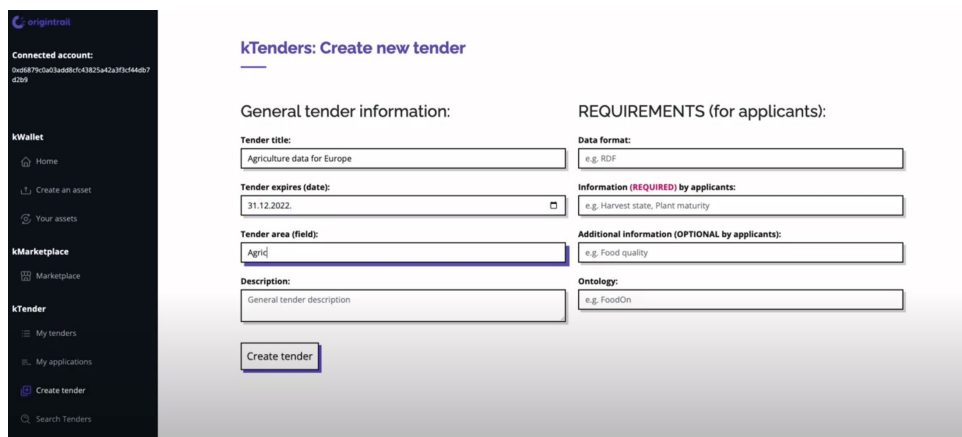 origintrail
Connected account:
0xd6879c0a03add8cfc43825a42a3f3cf44db7
d2b9
kWallet
Home
Create an asset
Your assets
kMarketplace
Marketplace
kTender
My tenders
My applications
Create tender
Search Tenders
kTenders: Create new tender
General tender information:
Tender title:
Agriculture data for Europe
Tender expires (date):
31.12.2022.
Tender area (field):
Agric
Description:
General tender description
Create tender
REQUIREMENTS (for applicants):
Data format:
e.g. RDF
Information (REQUIRED) by applicants:
e.g. Harvest state, Plant maturity
Additional information (OPTIONAL by applicants):
e.g. Food quality
Ontology:
e.g. FoodOn